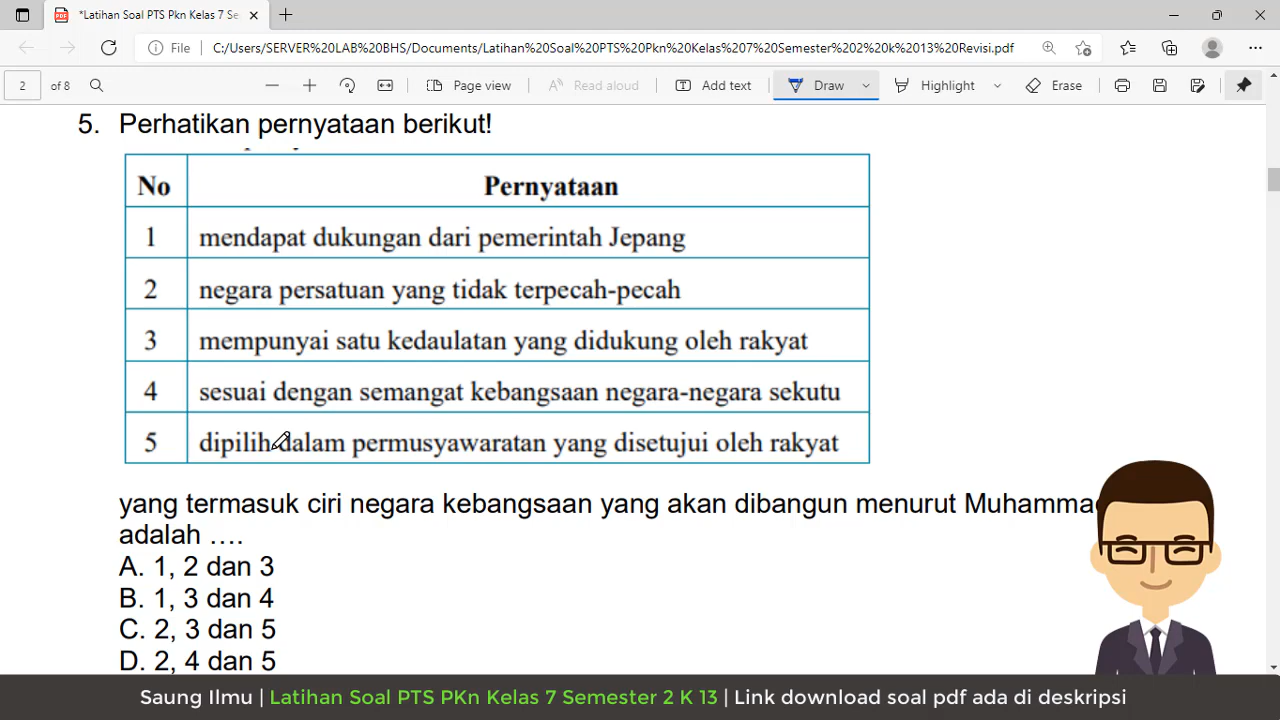 *Latihan Soal PTS Pkn Kelas 7 Se
File C:/Users/SERVER%20LAB%20BHS/Documents/Latihan%20Soal%20PTS%20Pkn%20Kelas%207%20Semester%202%20k%2013%20Revisi.pdf
2 of 8 Page view Read aloud Add text Draw Highlight Erase
5. Perhatikan pernyataan berikut!
No Pernyataan
1 mendapat dukungan dari pemerintah Jepang
2 negara persatuan yang tidak terpecah-pecah
3 mempunyai satu kedaulatan yang didukung oleh rakyat
4 sesuai dengan semangat kebangsaan negara-negara sekutu
5 dipilih dalam permusyawaratan yang disetujui oleh rakyat
yang termasuk ciri negara kebangsaan yang akan dibangun menurut
adalah ….
A. 1, 2 dan 3
B. 1, 3 dan 4
C. 2, 3 dan 5
D. 2, 4 dan 5
Saung Ilmu | Latihan Soal PTS PKn Kelas 7 Semester 2 K 13 | Link download soal pdf ada di deskripsi